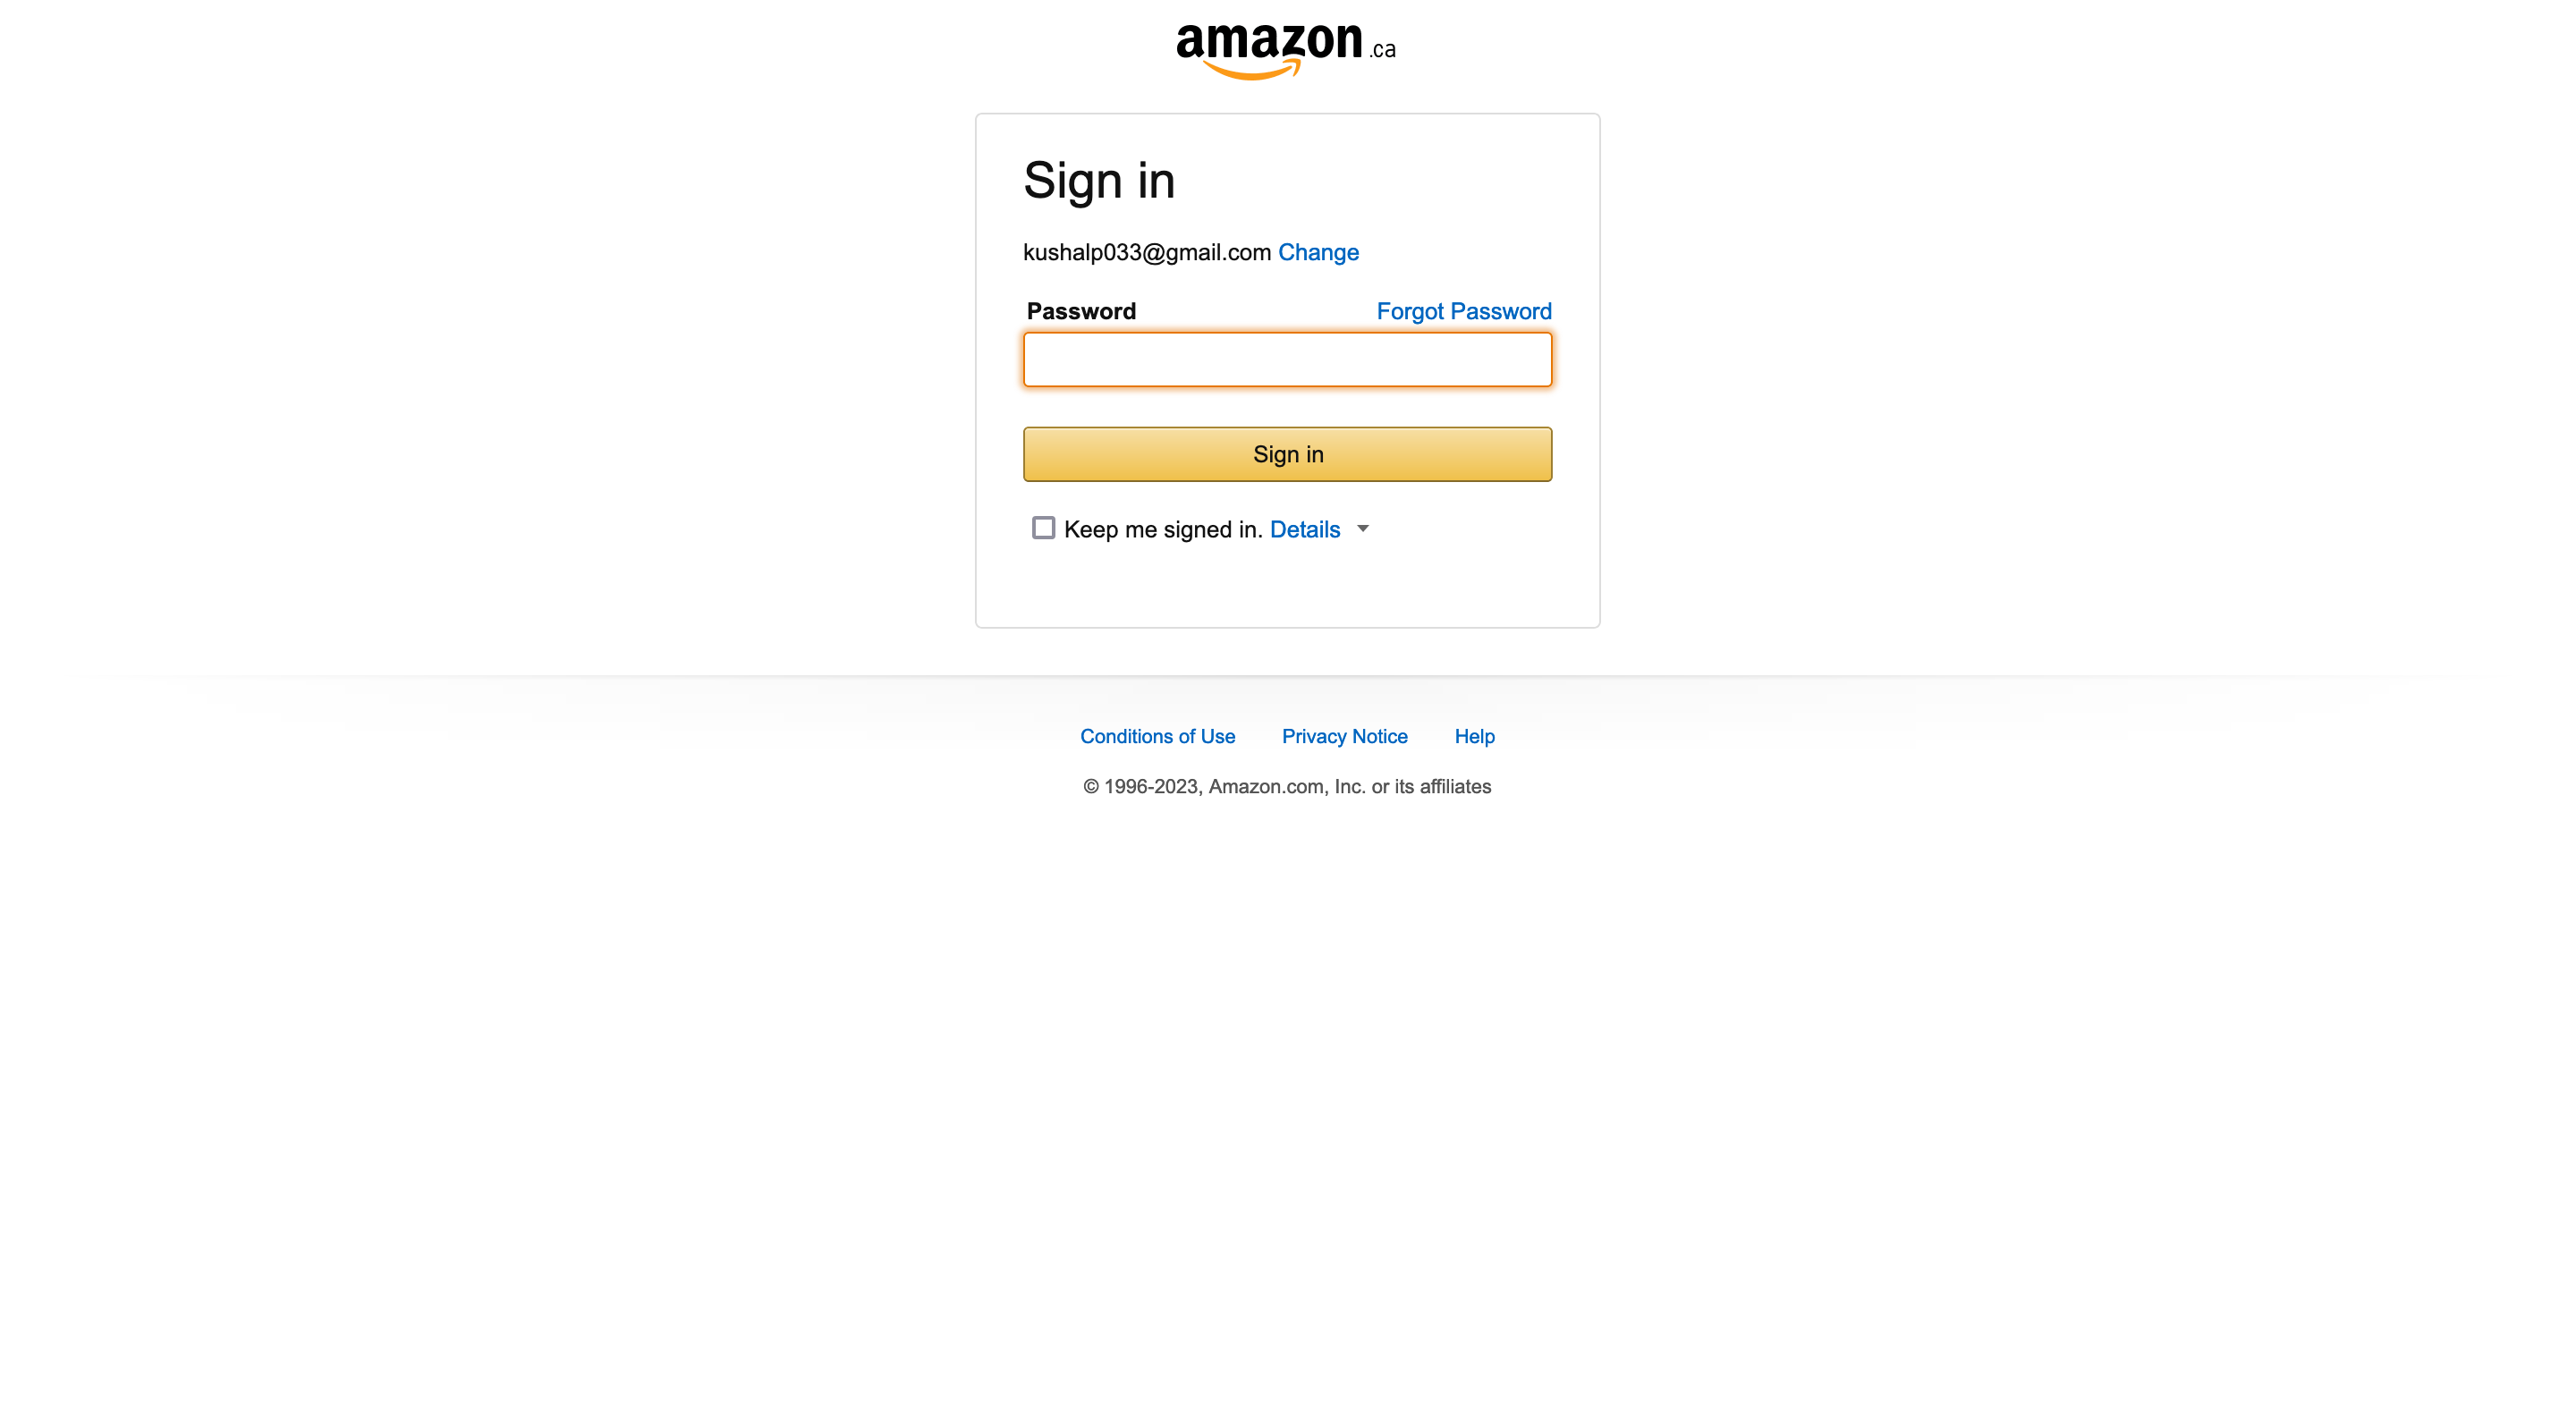 amazon.ca
Sign in
kushalp033@gmail.com Change
Password Forgot Password
Sign in
Keep me signed in. Details
Conditions of Use Privacy Notice Help
© 1996-2023, Amazon.com, Inc. or its affiliates